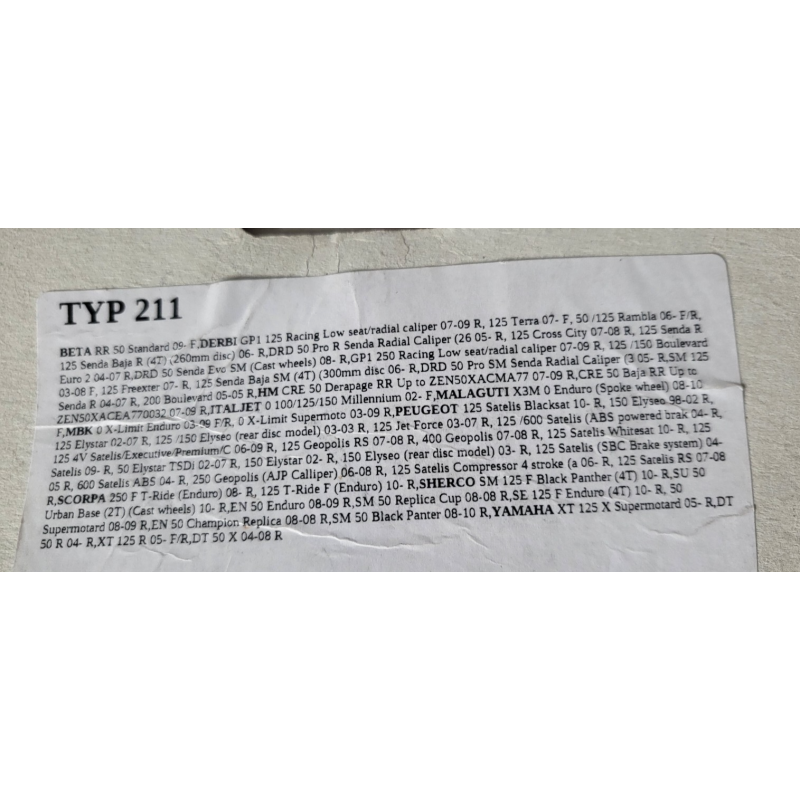 TYP 211
BETA RR 50 Standard 09- F,DERBI GP1 125 Racing Low seat/radial caliper 07-09 R, 125 Terra 07- F, 50 /125 Rambla 06- F/R,
125 Senda Baja R (4T) (260mm disc) 06- R,DRD 50 Pro R Senda Radial Caliper (26 05- R, 125 Cross City 07-08 R, 125 Senda R
Euro 2 04-07 R,DRD 50 Senda Evo SM (Cast wheels) 08- R,GP1 250 Racing Low seat/radial caliper 07-09 R, 125 /150 Boulevard
03-08 F, 125 Freexter 07- R, 125 Senda Baja SM (4T) (300mm disc 06- R,DRD 50 Pro SM Senda Radial Caliper (3 05- R,SM 125
Senda R 04-07 R, 200 Boulevard 05-05 R,HM CRE 50 Derapage RR Up to ZEN50XACMA77 07-09 R,CRE 50 Baja RR Up to
ZEN50XACEA770032 07-09 R,ITALJET 0 100/125/150 Millennium 02- F,MALAGUTI X3M 0 Enduro (Spoke wheel) 08-10
F,MBK 0 X-Limit Enduro 03-99 F/R, 0 X-Limit Supermoto 03-09 R,PEUGEOT 125 Satelis Blacksat 10- R, 150 Elyseo 98-02 R,
125 Elystar 02-07 R, 125 /150 Elyseo (rear disc model) 03-03 R, 125 Jet Force 03-07 R, 125 /600 Satelis (ABS powered brak 04- R,
125 4V Satelis/Executive/Premium/C 06-09 R, 125 Geopolis RS 07-08 R, 400 Geopolis 07-08 R, 125 Satelis Whitesat 10- R, 125
Satelis 09- R, 50 Elystar TSDi 02-07 R, 150 Elystar 02- R, 150 Elyseo (rear disc model) 03- R, 125 Satelis (SBC Brake system) 04-
05 R, 600 Satelis ABS 04- R, 250 Geopolis (AJP Calliper) 06-08 R, 125 Satelis Compressor 4 stroke (a 06- R, 125 Satelis RS 07-08
R,SCORPA 250 F T-Ride (Enduro) 08- R, 125 T-Ride F (Enduro) 10- R,SHERCO SM 125 F Black Panther (4T) 10- R,SU 50
Urban Base (2T) (Cast wheels) 10- R,EN 50 Enduro 08-09 R,SM 50 Replica Cup 08-08 R,SE 125 F Enduro (4T) 10- R, 50
Supermotard 08-09 R,EN 50 Champion Replica 08-08 R,SM 50 Black Panter 08-10 R,YAMAHA XT 125 X Supermotard 05- R,DT
50 R 04- R,XT 125 R 05- F/R,DT 50 X 04-08 R